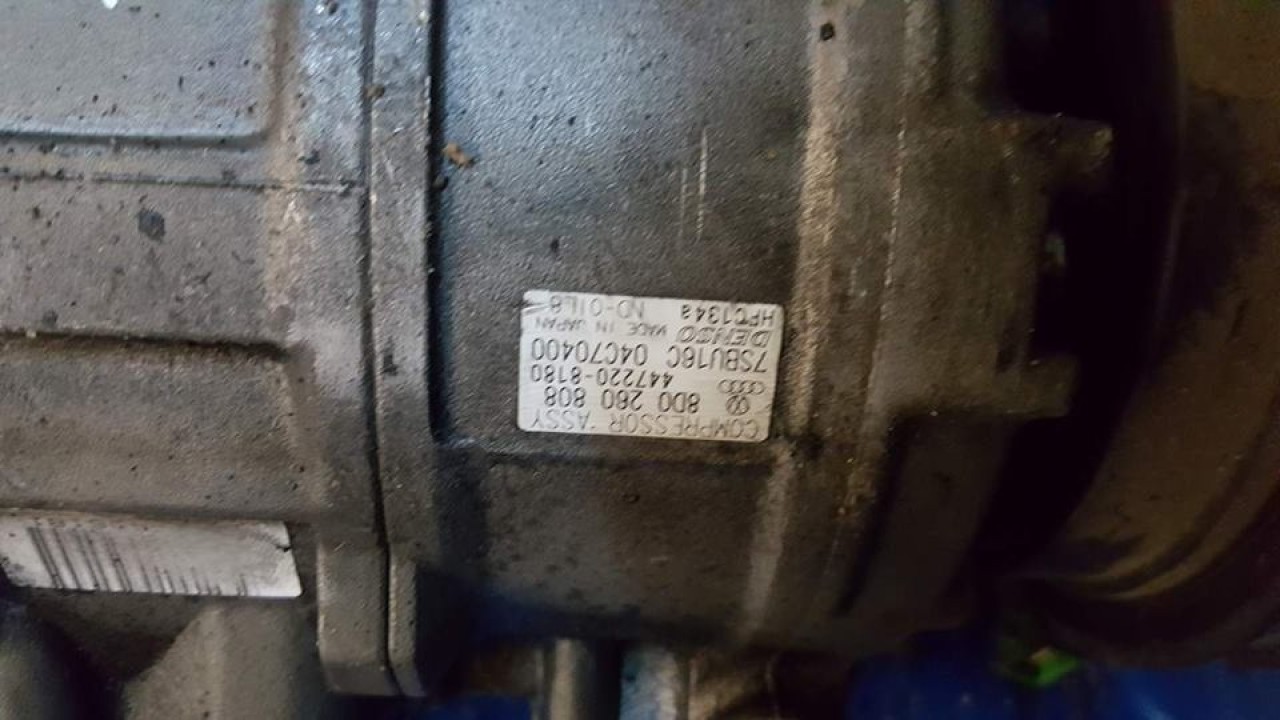 COMPRESSOR ASSY
8D0 260 808
447220-8180
7SBU16C 04C70400
DENSO MADE IN JAPAN
HFC134a ND-OIL8